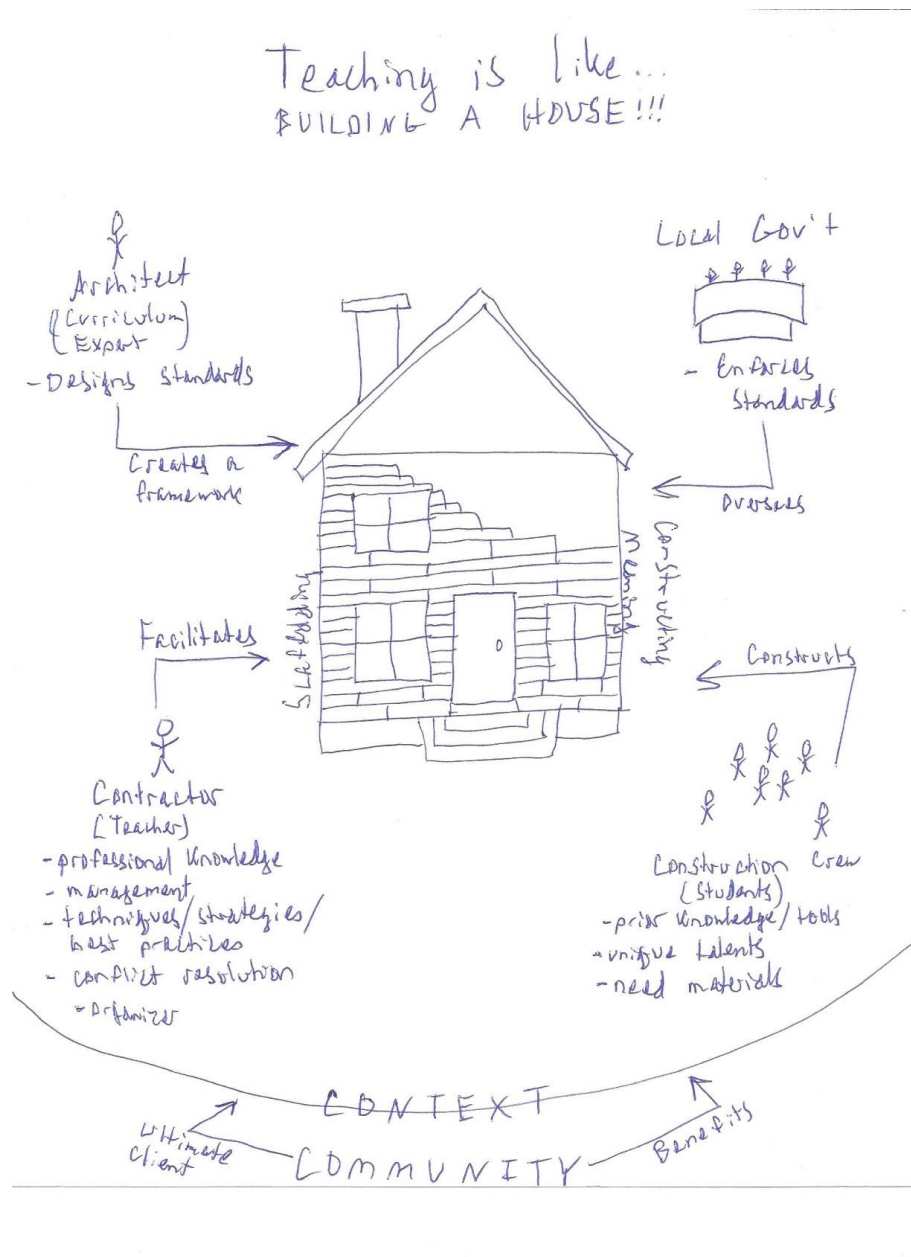 Teaching is like...
BUILDING A HOUSE!!!
Architect
(Curriculum
Expert)
- Designs standards
Creates a
framework
Local Gov't
- Enforces
standards
Oversees
Scaffolding
Constructing
Meaning
Facilitates
Contractor
(Teacher)
- professional knowledge
- management
- techniques/strategies/
best practices
- conflict resolution
- organizer
Constructs
Construction Crew
(Students)
- prior knowledge/tools
- unique talents
- need materials
CONTEXT
Ultimate
Client
COMMUNITY
Benefits